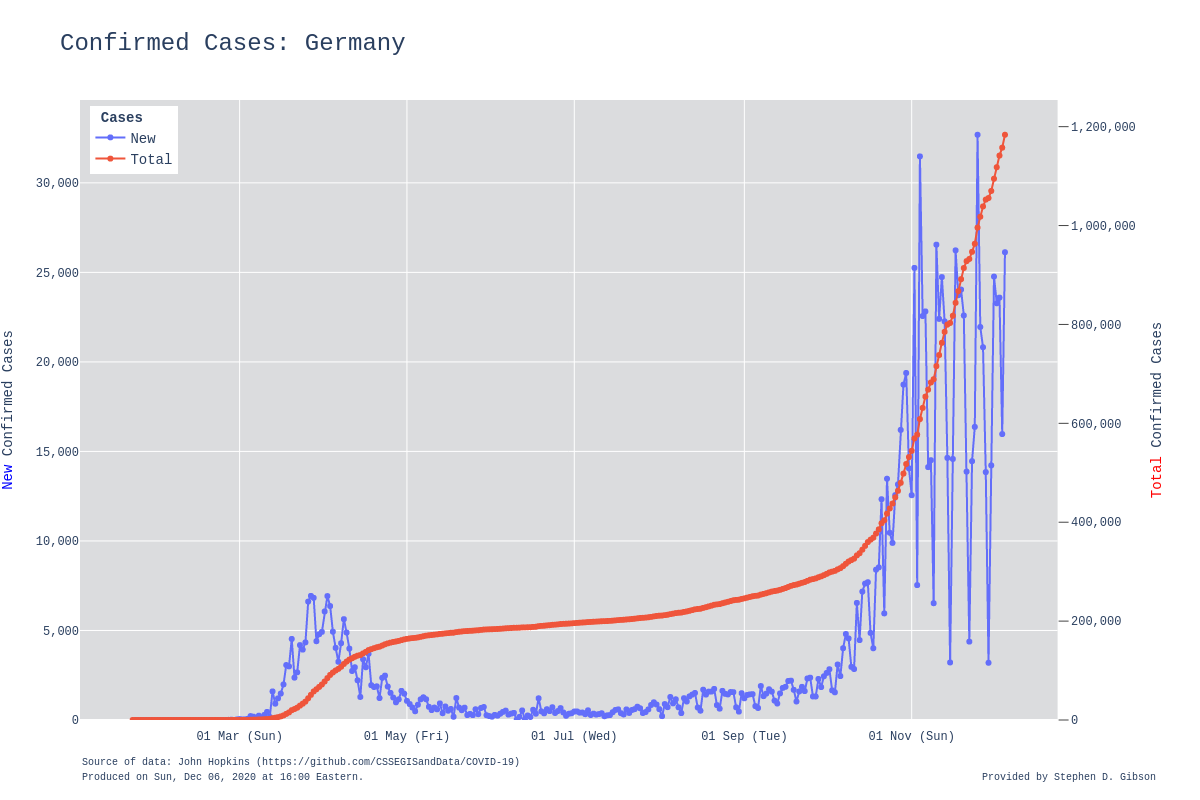 Confirmed Cases: Germany
Cases
New
Total
30,000
25,000
20,000
15,000
10,000
5,000
0
1,200,000
1,000,000
800,000
600,000
400,000
200,000
0
New Confirmed Cases
Total Confirmed Cases
01 Mar (Sun)
01 May (Fri)
01 Jul (Wed)
01 Sep (Tue)
01 Nov (Sun)
Source of data: John Hopkins (https://github.com/CSSEGISandData/COVID-19)
Produced on Sun, Dec 06, 2020 at 16:00 Eastern.
Provided by Stephen D. Gibson